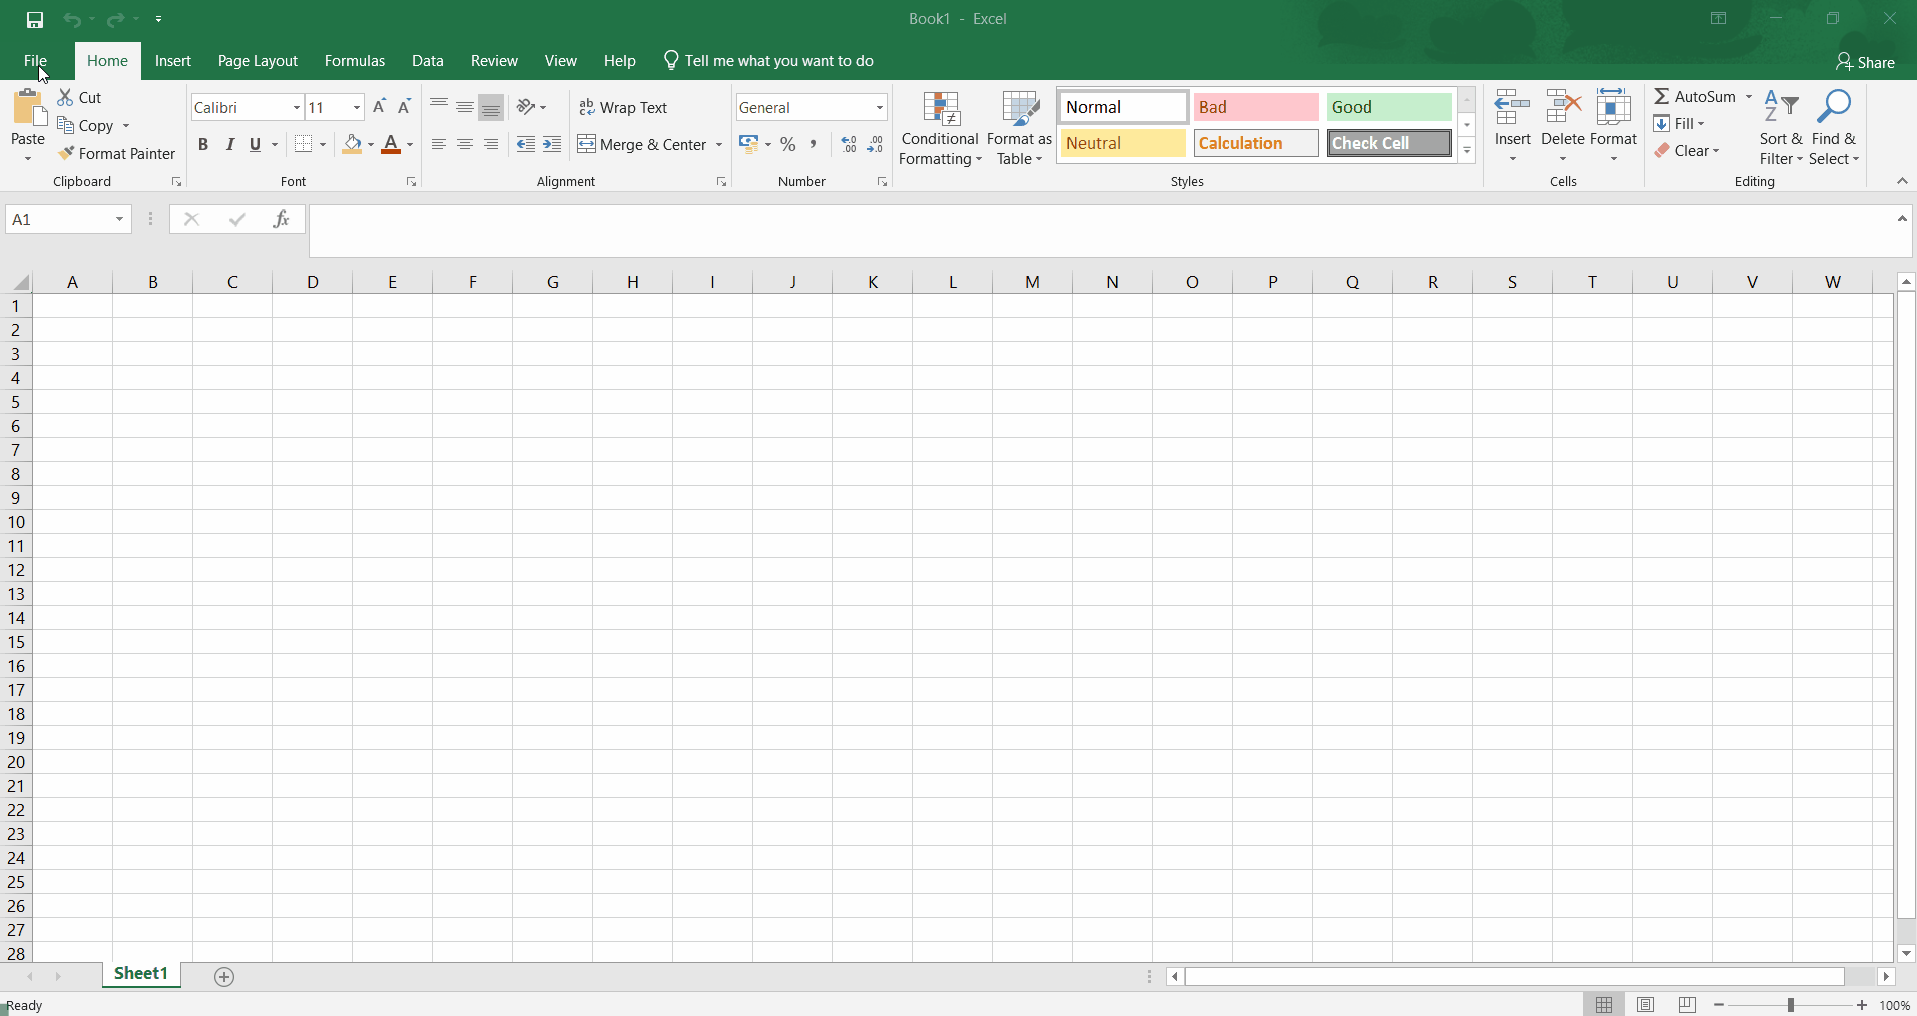 Book1 - Excel
File Home Insert Page Layout Formulas Data Review View Help Tell me what you want to do Share
Paste
Cut
Copy
Format Painter
Clipboard
Calibri 11
B I U
Font
Wrap Text
Merge & Center
Alignment
General
%
Number
Conditional Formatting
Format as Table
Normal Bad Good
Neutral Calculation Check Cell
Styles
Insert Delete Format
Cells
AutoSum
Fill
Clear
Sort & Filter
Find & Select
Editing
A1 fx
A B C D E F G H I J K L M N O P Q R S T U V W
1
2
3
4
5
6
7
8
9
10
11
12
13
14
15
16
17
18
19
20
21
22
23
24
25
26
27
28
Sheet1
Ready 100%